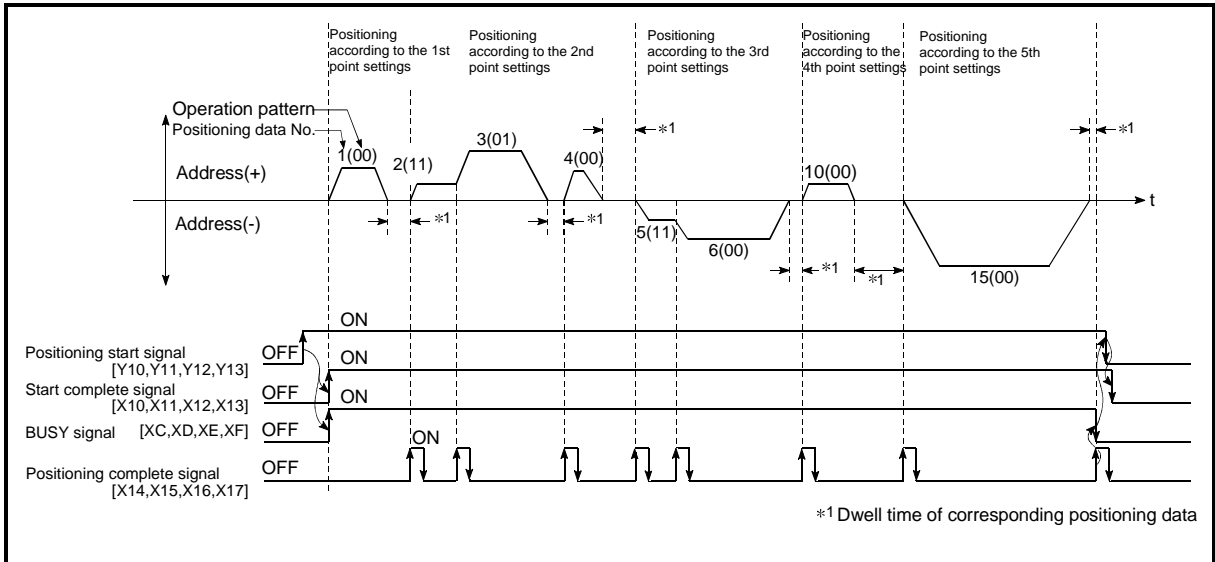 Positioning
according to the 1st
point settings
Positioning
according to the 2nd
point settings
Positioning
according to the 3rd
point settings
Positioning
according to the
4th point settings
Positioning
according to the 5th
point settings
Operation pattern
Positioning data No.
1(00)
2(11)
3(01)
4(00)
*1
10(00)
Address(+)
t
Address(-)
*1
*1
5(11)
6(00)
*1
*1
15(00)
*1
ON
Positioning start signal
OFF
[Y10,Y11,Y12,Y13]
ON
Start complete signal
OFF
[X10,X11,X12,X13]
ON
BUSY signal [XC,XD,XE,XF] OFF
ON
Positioning complete signal
OFF
[X14,X15,X16,X17]
*1 Dwell time of corresponding positioning data